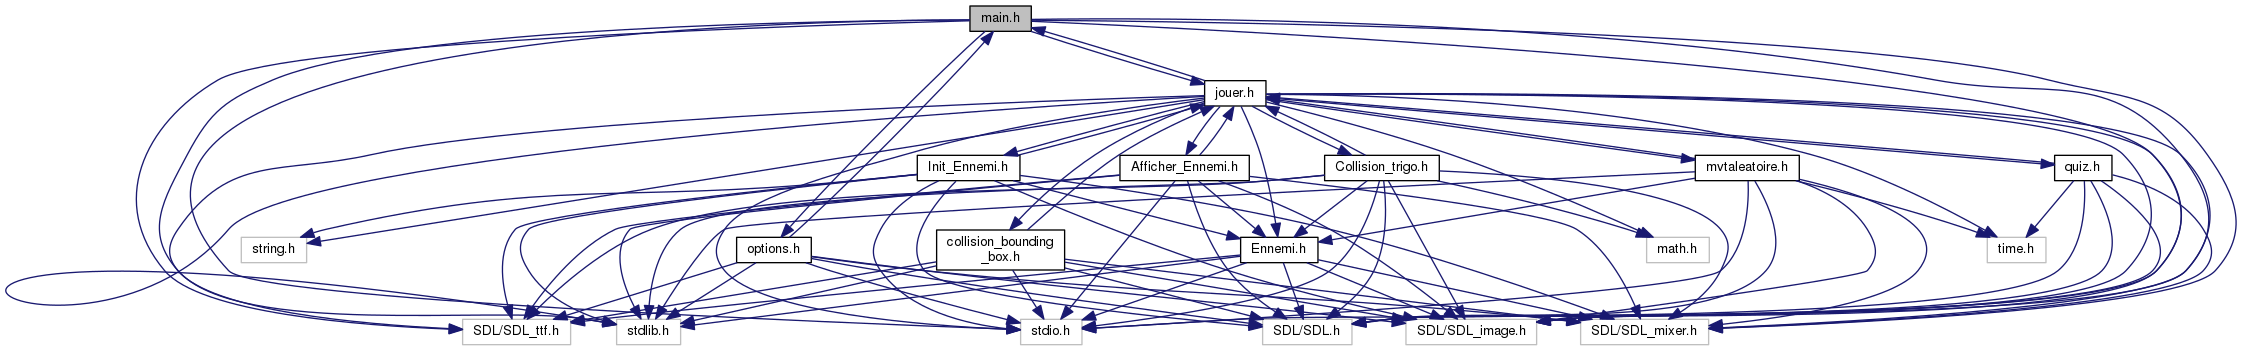 main.h
jouer.h
Init_Ennemi.h
Afficher_Ennemi.h
Collision_trigo.h
mvtaleatoire.h
quiz.h
string.h
options.h
collision_bounding
_box.h
Ennemi.h
math.h
time.h
SDL/SDL_ttf.h
stdlib.h
stdio.h
SDL/SDL.h
SDL/SDL_image.h
SDL/SDL_mixer.h